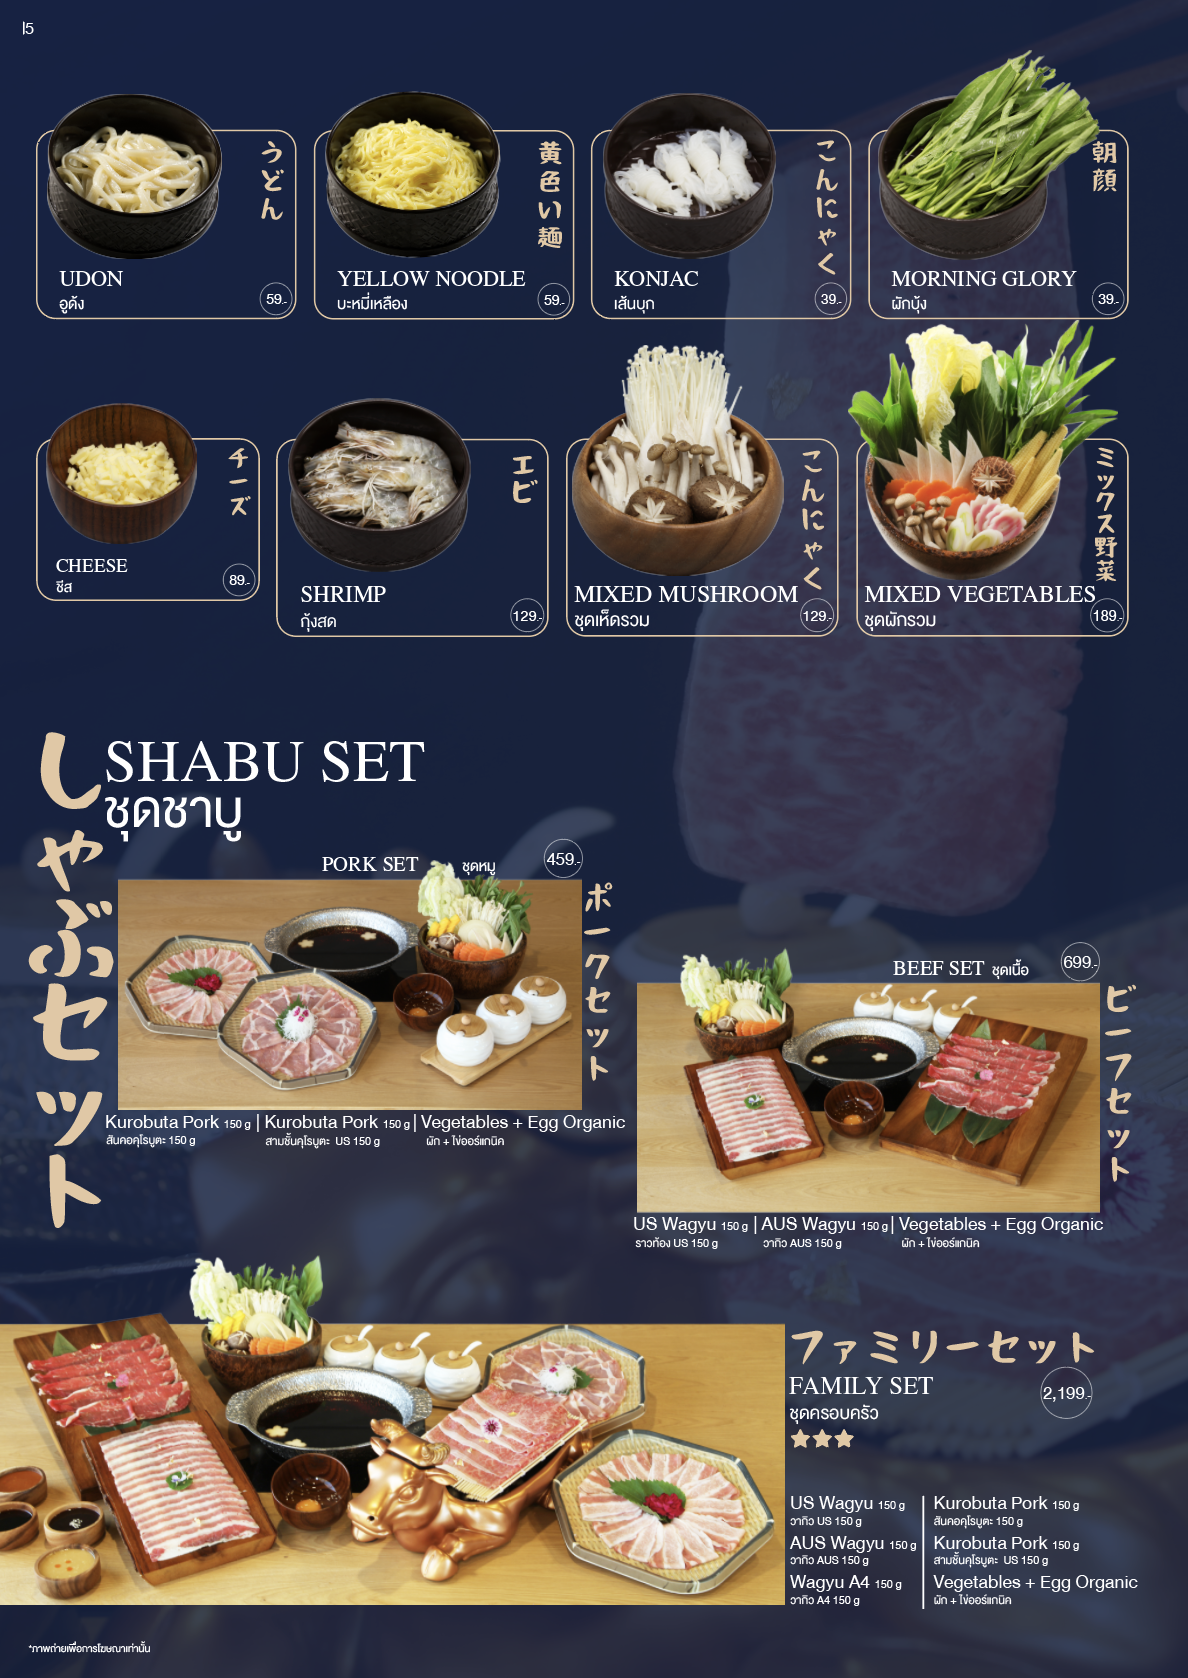 |5
うどん
UDON
อูด้ง
59.-
黄色い麺
YELLOW NOODLE
บะหมี่เหลือง
59.-
こんにゃく
KONJAC
เส้นบุก
39.-
朝顔
MORNING GLORY
ผักบุ้ง
39.-
チーズ
CHEESE
ชีส
89.-
エビ
SHRIMP
กุ้งสด
129.-
こんにゃく
MIXED MUSHROOM
ชุดเห็ดรวม
129.-
ミックス野菜
MIXED VEGETABLES
ชุดผักรวม
189.-
しゃぶセット
SHABU SET
ชุดชาบู
PORK SET ชุดหมู
459.-
ポークセット
Kurobuta Pork 150 g | Kurobuta Pork 150 g | Vegetables + Egg Organic
สันคอคุโรบูตะ 150 g สามชั้นคุโรบูตะ US 150 g ผัก + ไข่ออร์แกนิค
BEEF SET ชุดเนื้อ
699.-
ビーフセット
US Wagyu 150 g | AUS Wagyu 150 g | Vegetables + Egg Organic
ราวท้อง US 150 g วากิว AUS 150 g ผัก + ไข่ออร์แกนิค
ファミリーセット
FAMILY SET
2,199.-
ชุดครอบครัว
US Wagyu 150 g
วากิว US 150 g
AUS Wagyu 150 g
วากิว AUS 150 g
Wagyu A4 150 g
วากิว A4 150 g
Kurobuta Pork 150 g
สันคอคุโรบูตะ 150 g
Kurobuta Pork 150 g
สามชั้นคุโรบูตะ US 150 g
Vegetables + Egg Organic
ผัก + ไข่ออร์แกนิค
*ภาพถ่ายเพื่อการโฆษณาเท่านั้น